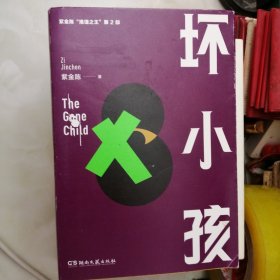 紫金陈“推理之王”第2部
坏小孩
Zi
Jinchen
紫金陈 著
The
Gone
Child
CS 湖南文艺出版社